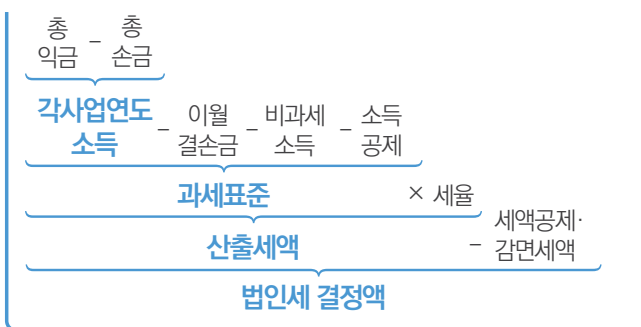 총 총
익금 – 손금
각사업연도 이월 비과세 소득
소득 – 결손금 – 소득 – 공제
과세표준 × 세율
세액공제·
산출세액 – 감면세액
법인세 결정액